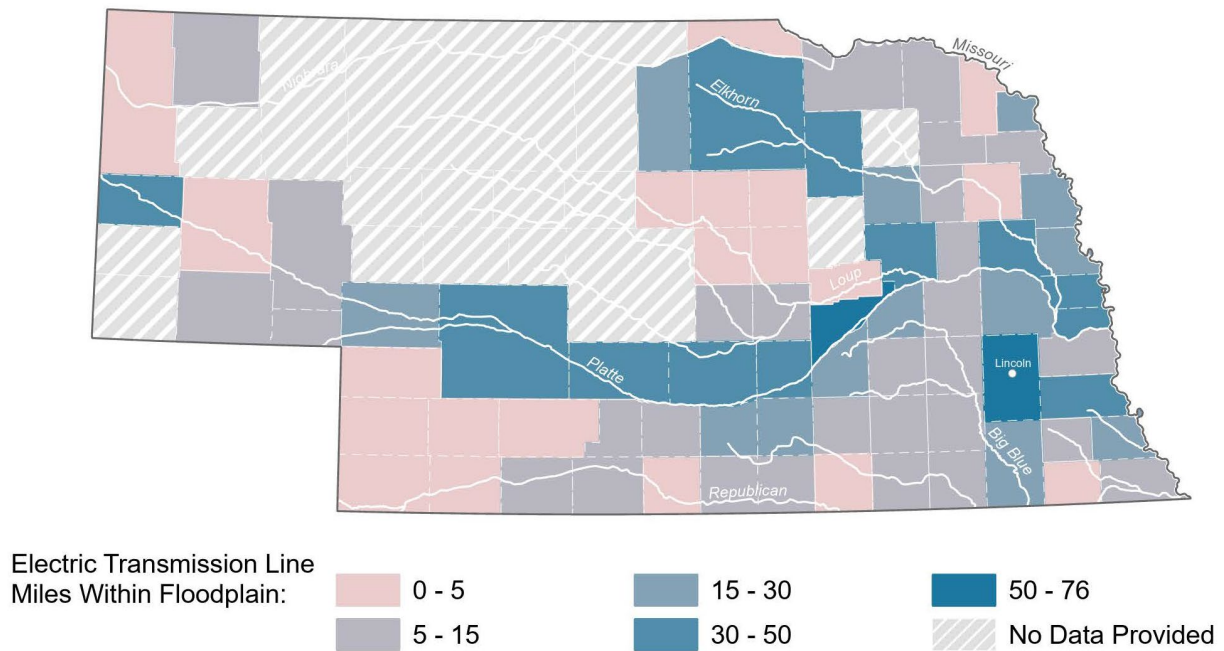 Missouri
Niobrara
Elkhorn
Loup
Platte
Lincoln
Big Blue
Republican
Electric Transmission Line
Miles Within Floodplain:
0 - 5
15 - 30
50 - 76
5 - 15
30 - 50
No Data Provided